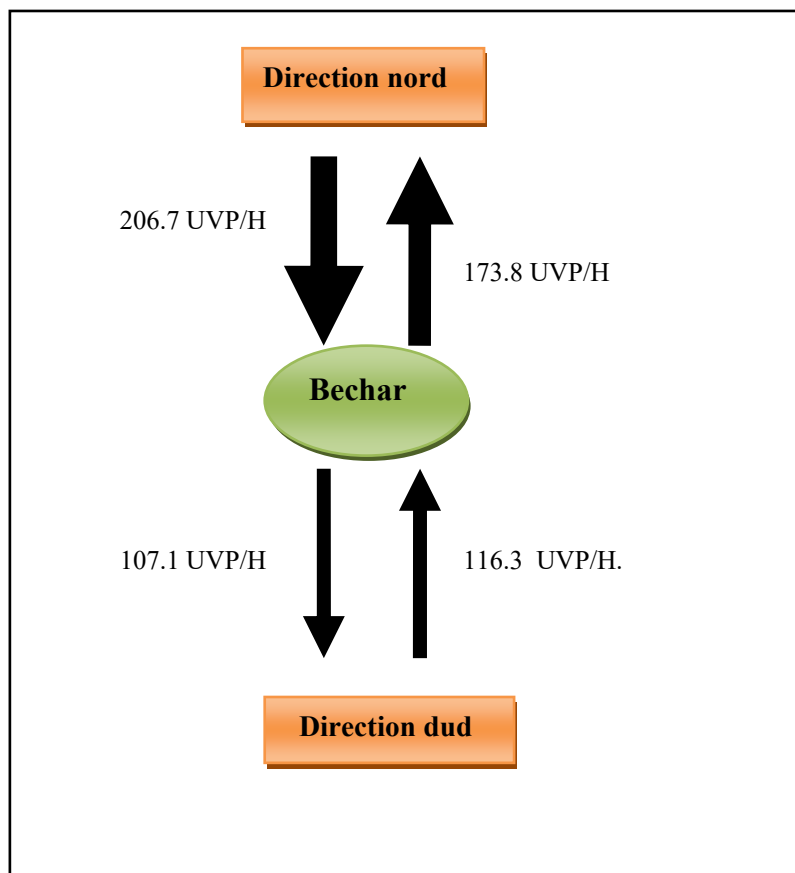 Direction nord
206.7 UVP/H
173.8 UVP/H
Bechar
107.1 UVP/H
116.3  UVP/H.
Direction dud